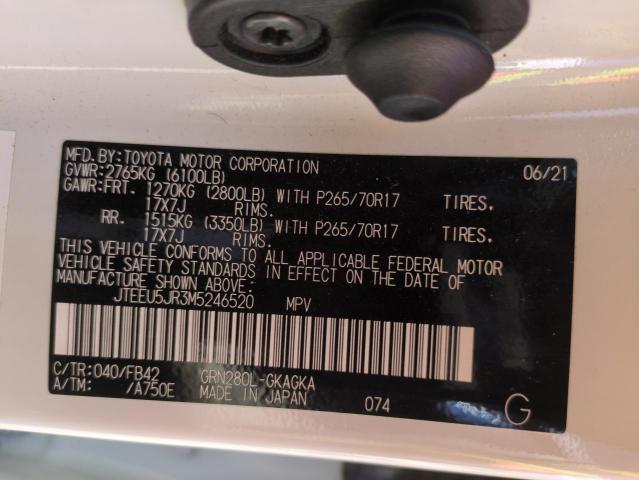 MFD.BY:TOYOTA MOTOR CORPORATION 06/21
GVWR:2765KG (6100LB)
GAWR:FRT. 1270KG (2800LB) WITH P265/70R17 TIRES.
17X7J RIMS.
RR. 1515KG (3350LB) WITH P265/70R17 TIRES.
17X7J RIMS.
THIS VEHICLE CONFORMS TO ALL APPLICABLE FEDERAL MOTOR
VEHICLE SAFETY STANDARDS IN EFFECT ON THE DATE OF
MANUFACTURE SHOWN ABOVE:
JTEEU5JR3M5246520 MPV
C/TR:040/FB42 GRN280L-GKAGKA
A/TM: /A750E MADE IN JAPAN 074 G